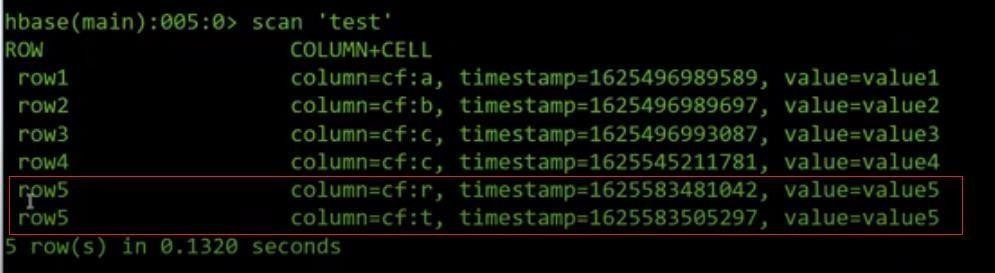 hbase(main):005:0> scan 'test'
ROW COLUMN+CELL
row1 column=cf:a, timestamp=1625496989589, value=value1
row2 column=cf:b, timestamp=1625496989697, value=value2
row3 column=cf:c, timestamp=1625496993087, value=value3
row4 column=cf:c, timestamp=1625545211781, value=value4
row5 column=cf:r, timestamp=1625583481042, value=value5
row5 column=cf:t, timestamp=1625583505297, value=value5
5 row(s) in 0.1320 seconds